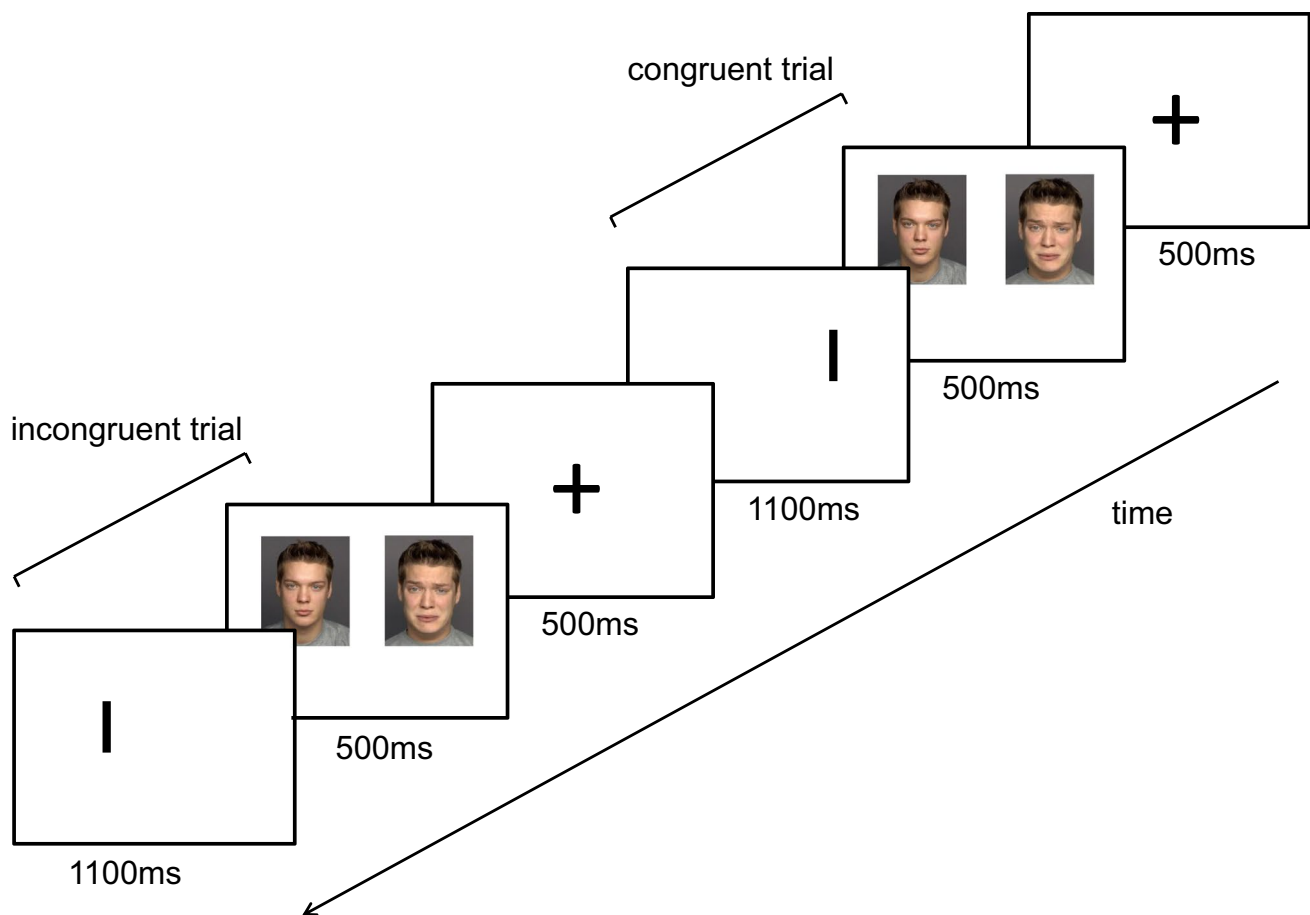 congruent trial
500ms
500ms
incongruent trial
1100ms
time
500ms
500ms
1100ms